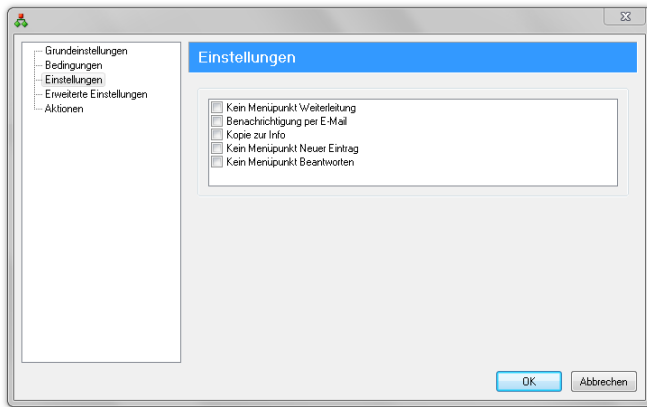 Grundeinstellungen
Bedingungen
Einstellungen
Erweiterte Einstellungen
Aktionen
Einstellungen
Kein Menüpunkt Weiterleitung
Benachrichtigung per E-Mail
Kopie zur Info
Kein Menüpunkt Neuer Eintrag
Kein Menüpunkt Beantworten
OK
Abbrechen